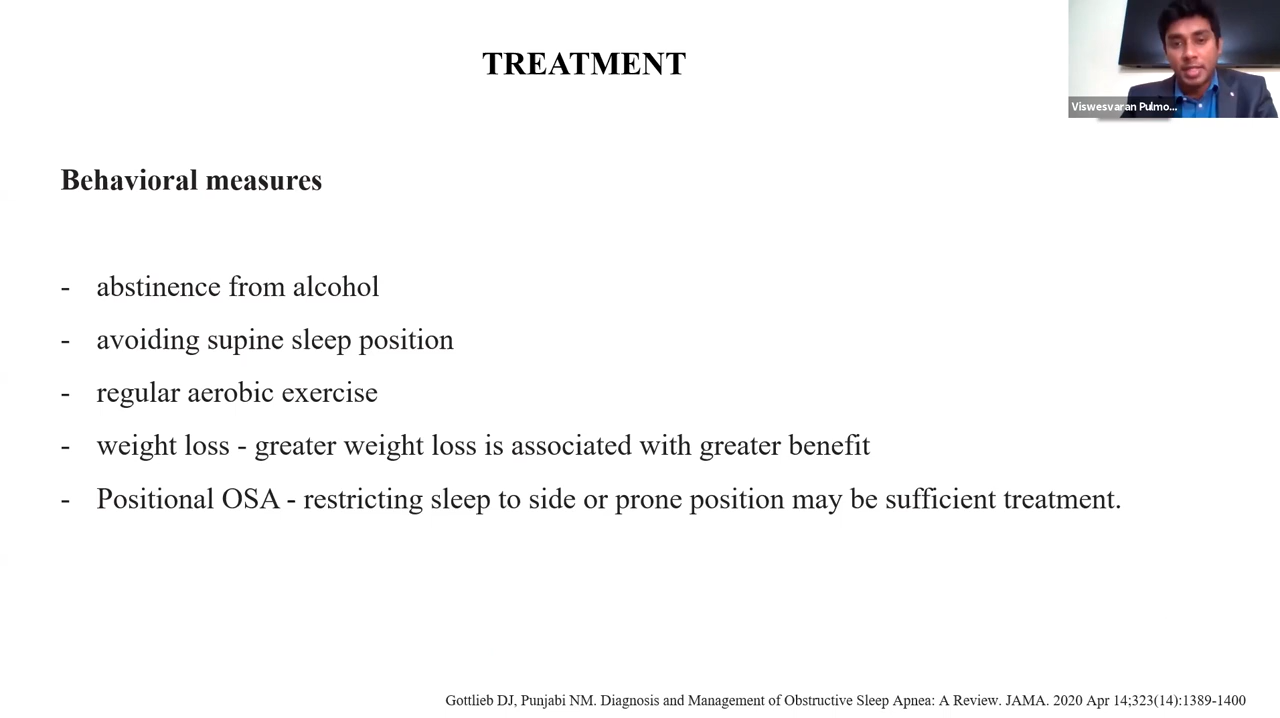 TREATMENT
Viswesvaran Pulmo...
Behavioral measures
- abstinence from alcohol
- avoiding supine sleep position
- regular aerobic exercise
- weight loss - greater weight loss is associated with greater benefit
- Positional OSA - restricting sleep to side or prone position may be sufficient treatment.
Gottlieb DJ, Punjabi NM. Diagnosis and Management of Obstructive Sleep Apnea: A Review. JAMA. 2020 Apr 14;323(14):1389-1400